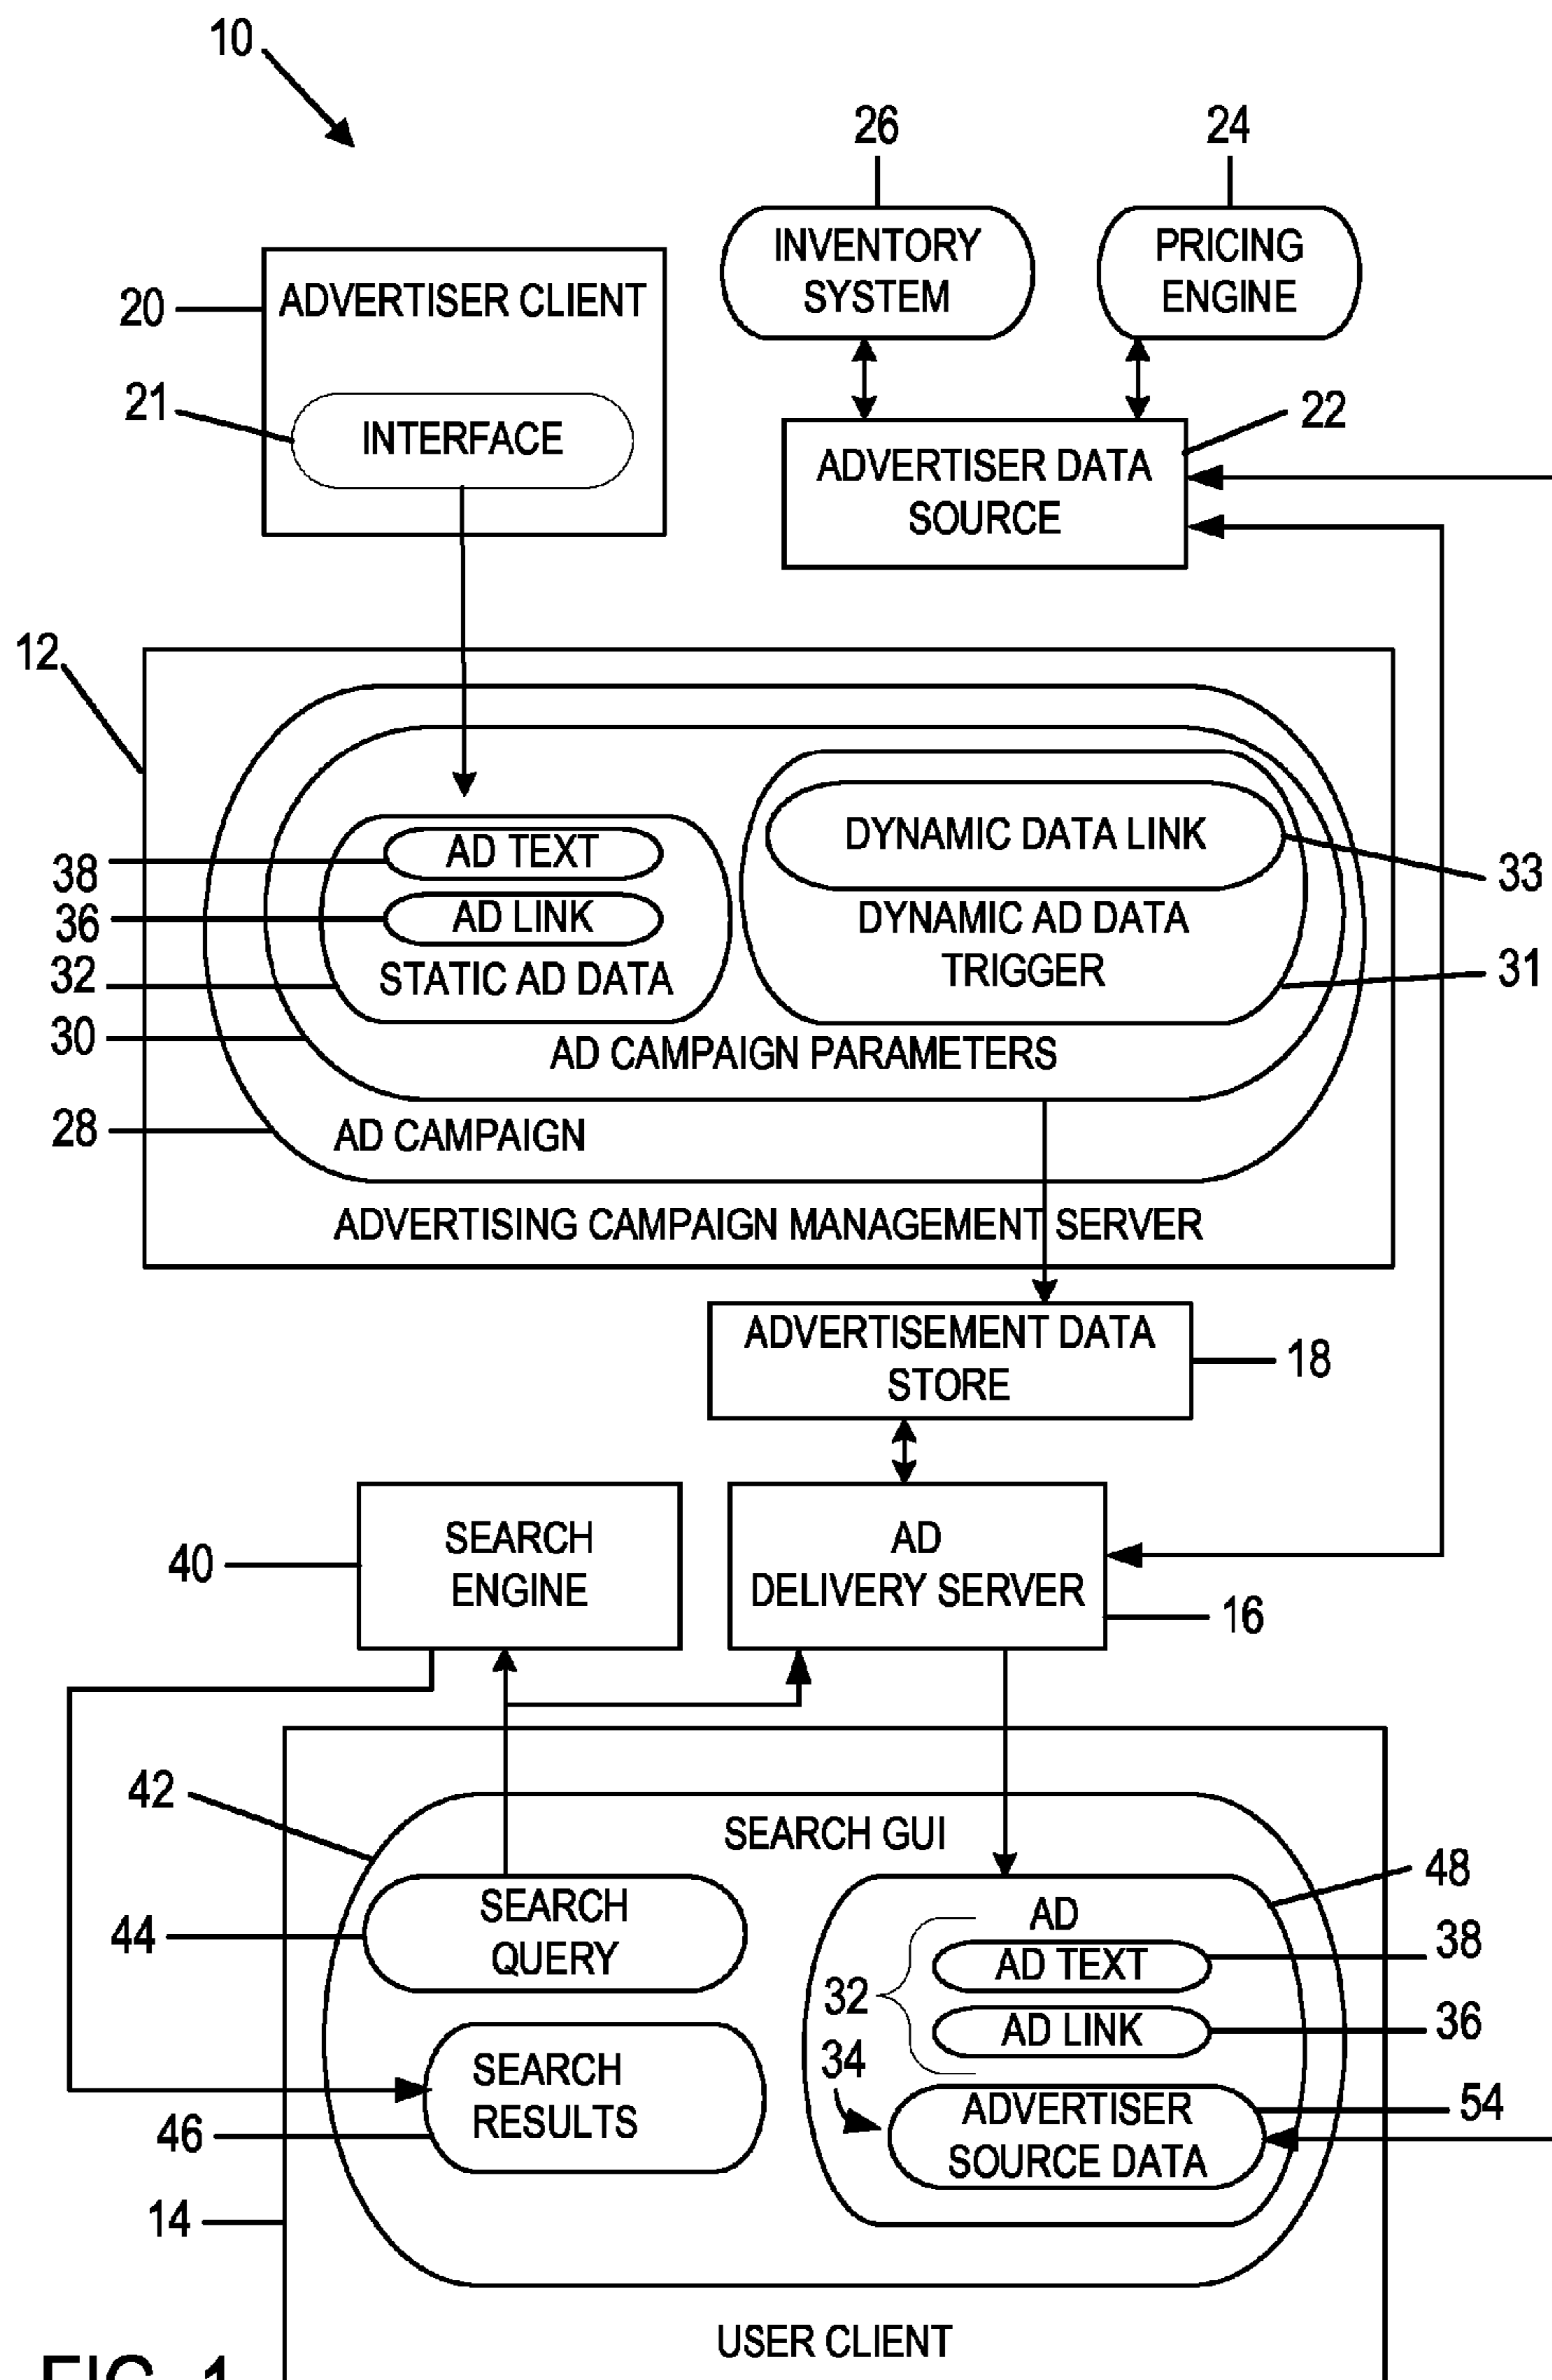 10
26
24
INVENTORY
SYSTEM
PRICING
ENGINE
20
ADVERTISER CLIENT
21
INTERFACE
22
ADVERTISER DATA
SOURCE
12
38
AD TEXT
DYNAMIC DATA LINK
33
36
AD LINK
DYNAMIC AD DATA
TRIGGER
31
32
STATIC AD DATA
30
AD CAMPAIGN PARAMETERS
28
AD CAMPAIGN
ADVERTISING CAMPAIGN MANAGEMENT SERVER
ADVERTISEMENT DATA
STORE
18
40
SEARCH
ENGINE
AD
DELIVERY SERVER
16
42
SEARCH GUI
48
44
SEARCH
QUERY
AD
32
AD TEXT
38
AD LINK
36
34
46
SEARCH
RESULTS
ADVERTISER
SOURCE DATA
54
14
USER CLIENT
FIG. 1